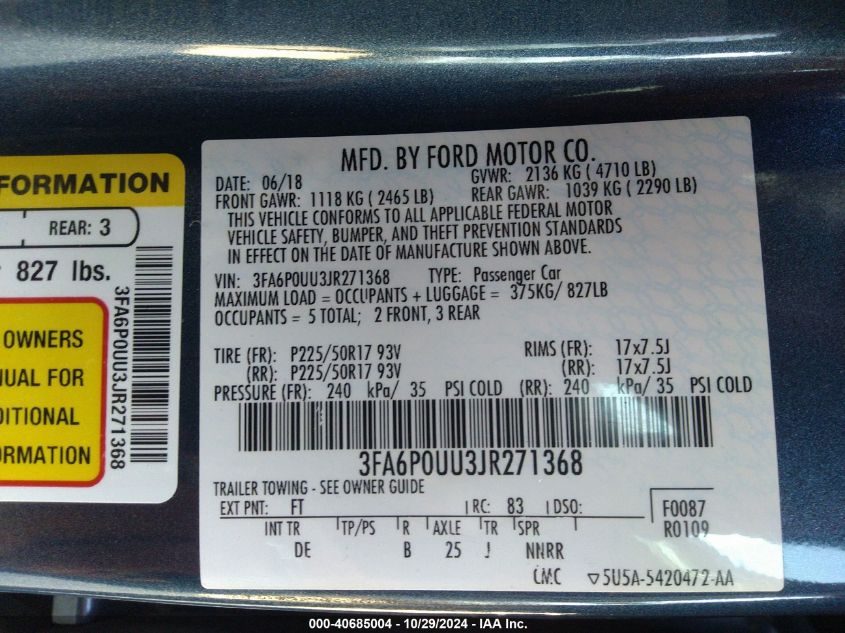 FORMATION
REAR: 3
827 lbs.
OWNERS
NUAL FOR
DITIONAL
ORMATION
3FA6P0UU3JR271368
MFD. BY FORD MOTOR CO.
DATE: 06/18 GVWR: 2136 KG ( 4710 LB)
FRONT GAWR: 1118 KG ( 2465 LB) REAR GAWR: 1039 KG ( 2290 LB)
THIS VEHICLE CONFORMS TO ALL APPLICABLE FEDERAL MOTOR
VEHICLE SAFETY, BUMPER, AND THEFT PREVENTION STANDARDS
IN EFFECT ON THE DATE OF MANUFACTURE SHOWN ABOVE.
VIN: 3FA6P0UU3JR271368 TYPE: Passenger Car
MAXIMUM LOAD = OCCUPANTS + LUGGAGE = 375KG/ 827LB
OCCUPANTS = 5 TOTAL; 2 FRONT, 3 REAR
TIRE (FR): P225/50R17 93V RIMS (FR): 17x7.5J
(RR): P225/50R17 93V (RR): 17x7.5J
PRESSURE (FR): 240 kPa/ 35 PSI COLD (RR): 240 kPa/ 35 PSI COLD
3FA6P0UU3JR271368
TRAILER TOWING - SEE OWNER GUIDE
EXT PNT: FT RC: 83 DSO: F0087
INT TR TP/PS R AXLE TR SPR R0109
DE B 25 J NNRR
CMC 5U5A-5420472-AA
000-40685004 - 10/29/2024 - IAA Inc.